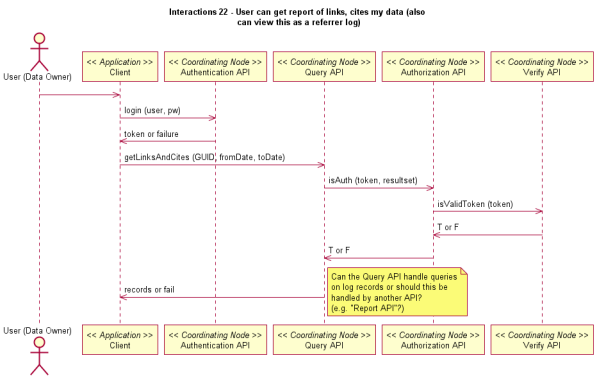 Interactions 22 - User can get report of links, cites my data (also
can view this as a referrer log)
User (Data Owner)
<< Application >>
Client
<< Coordinating Node >>
Authentication API
<< Coordinating Node >>
Query API
<< Coordinating Node >>
Authorization API
<< Coordinating Node >>
Verify API
login (user, pw)
token or failure
getLinksAndCites (GUID, fromDate, toDate)
isAuth (token, resultset)
isValidToken (token)
T or F
T or F
Can the Query API handle queries
on log records or should this be
handled by another API?
(e.g. "Report API"?)
records or fail
User (Data Owner)
<< Application >>
Client
<< Coordinating Node >>
Authentication API
<< Coordinating Node >>
Query API
<< Coordinating Node >>
Authorization API
<< Coordinating Node >>
Verify API